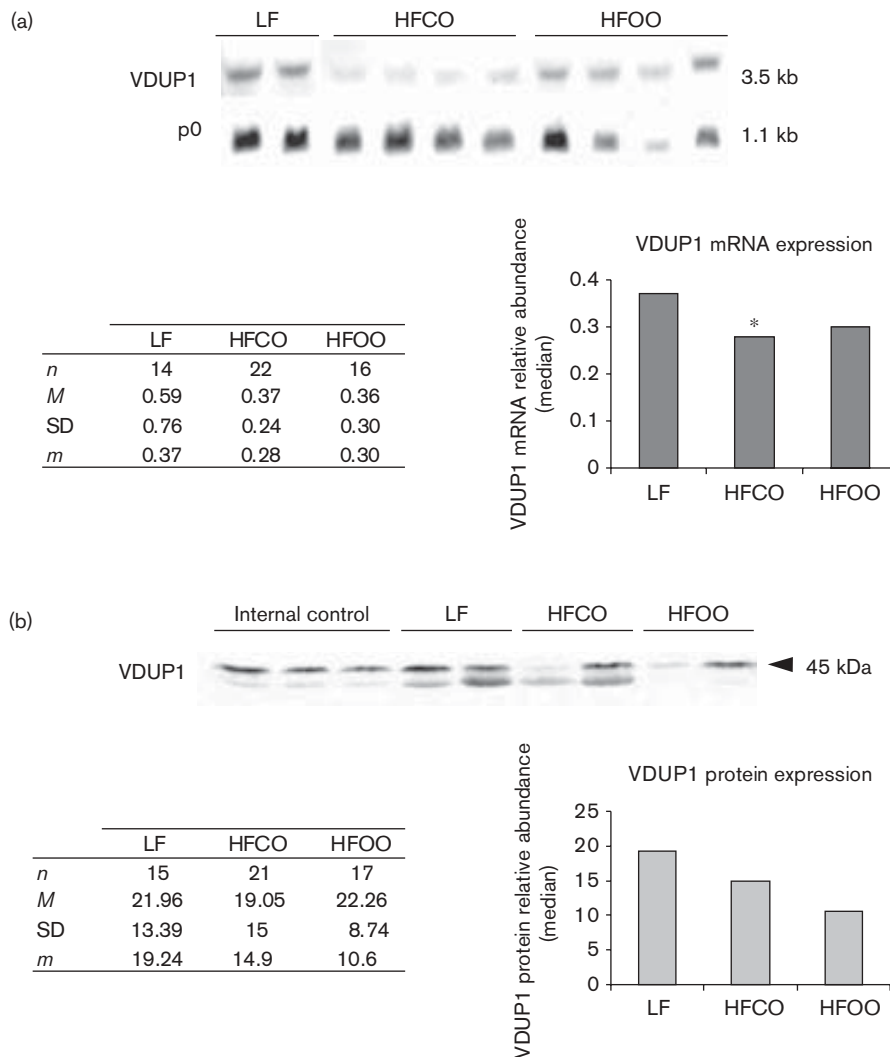 (a)
LF HFCO HFOO
VDUP1 3.5 kb
p0 1.1 kb
LF HFCO HFOO
n 14 22 16
M 0.59 0.37 0.36
SD 0.76 0.24 0.30
m 0.37 0.28 0.30
VDUP1 mRNA expression
VDUP1 mRNA relative abundance
(median)
0.4
0.3
0.1
0
*
LF HFCO HFOO
(b)
Internal control LF HFCO HFOO
VDUP1 45 kDa
LF HFCO HFOO
n 15 21 17
M 21.96 19.05 22.26
SD 13.39 15 8.74
m 19.24 14.9 10.6
VDUP1 protein expression
VDUP1 protein relative abundance
(median)
25
20
15
10
5
0
LF HFCO HFOO